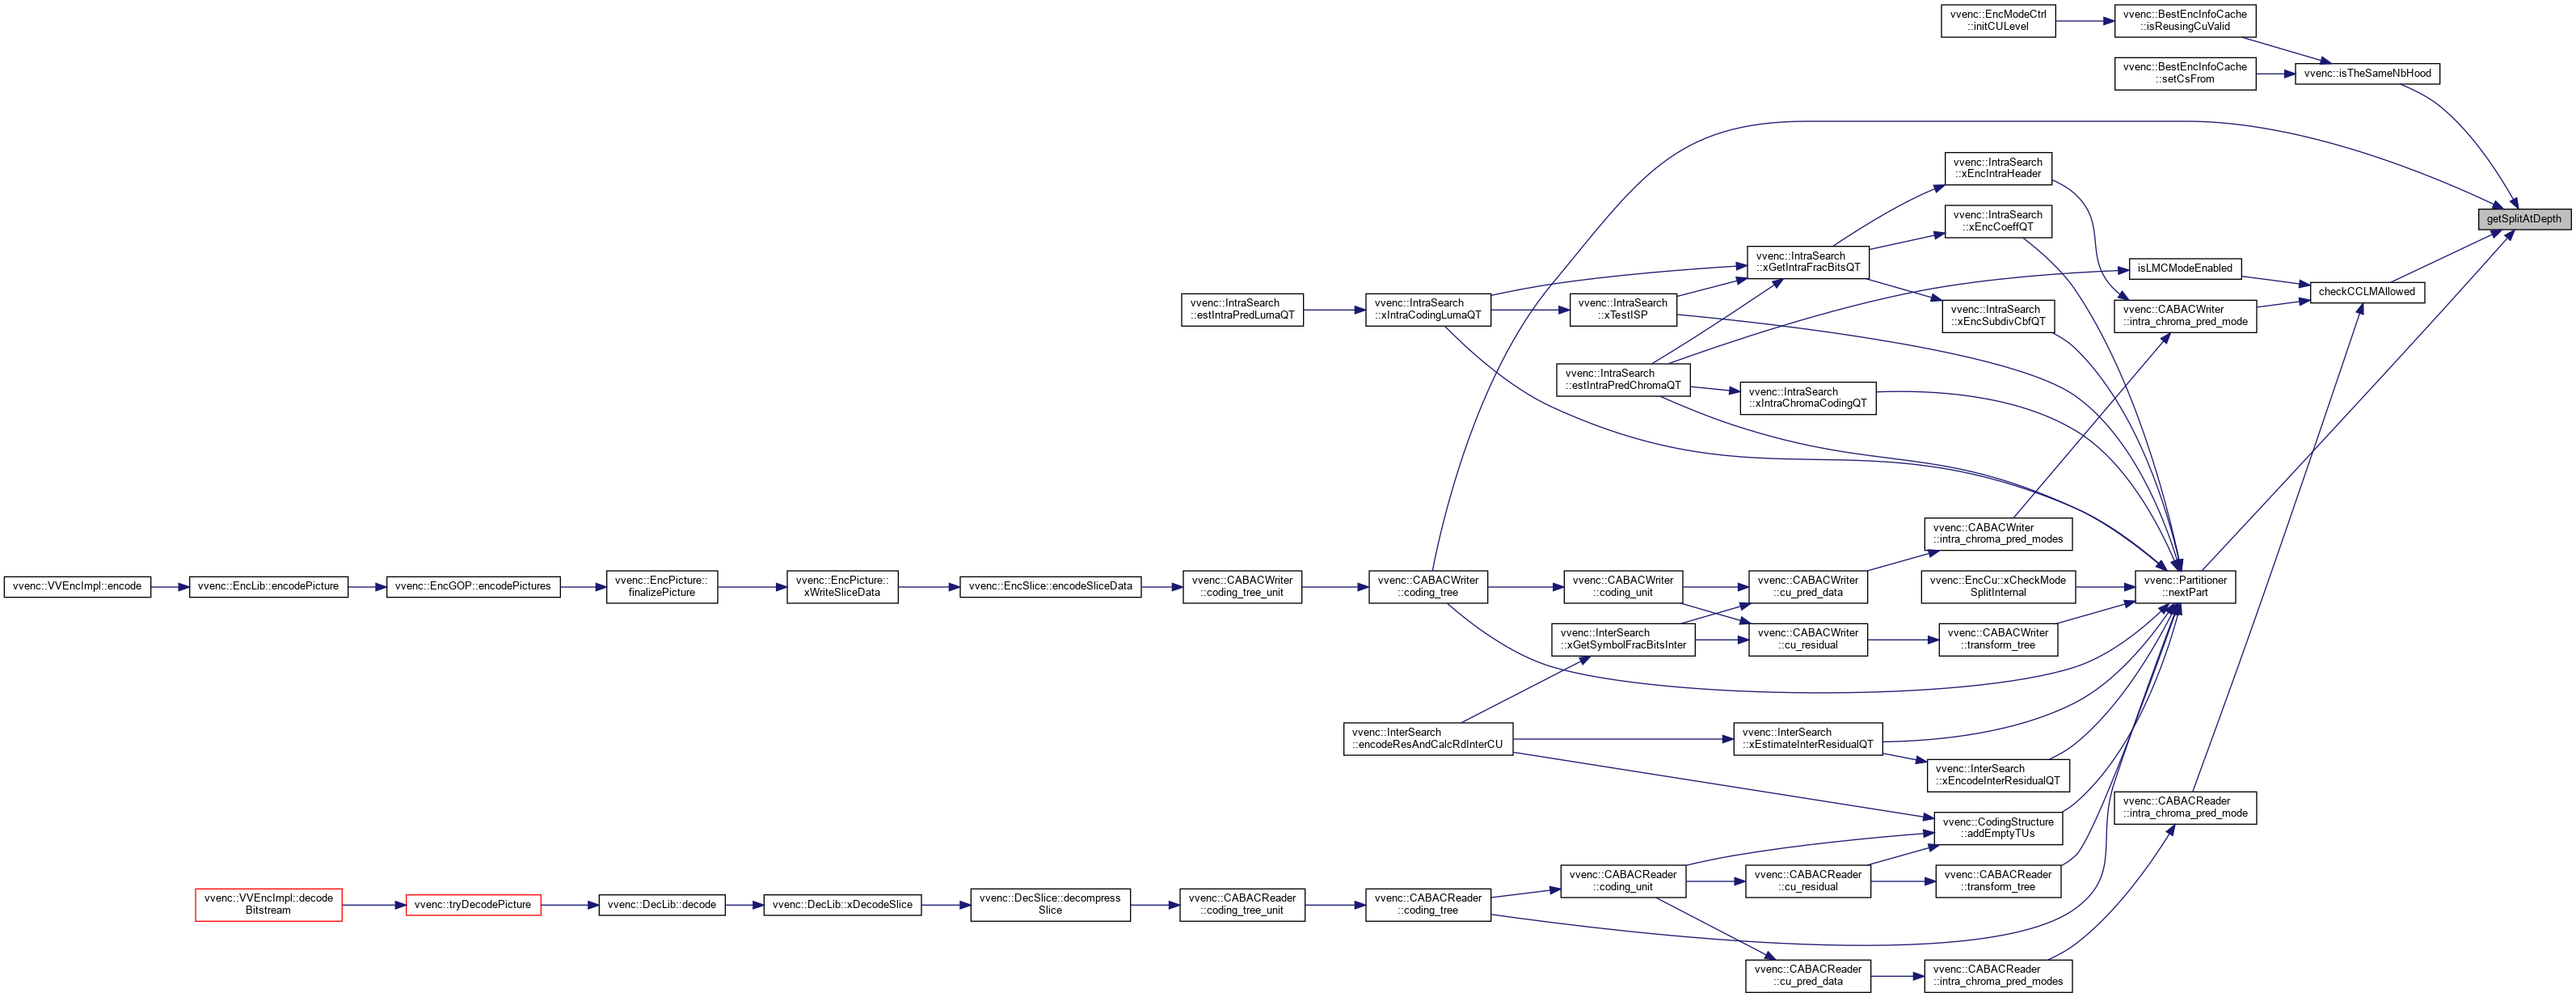 vvenc::EncModeCtrl
::initCULevel
vvenc::BestEncInfoCache
::isReusingCuValid
vvenc::BestEncInfoCache
::setCsFrom
vvenc::isTheSameNbHood
vvenc::IntraSearch
::xEncIntraHeader
vvenc::IntraSearch
::xEncCoeffQT
getSplitAtDepth
vvenc::IntraSearch
::xGetIntraFracBitsQT
isLMCModeEnabled
checkCCLMAllowed
vvenc::IntraSearch
::estIntraPredLumaQT
vvenc::IntraSearch
::xIntraCodingLumaQT
vvenc::IntraSearch
::xTestISP
vvenc::IntraSearch
::xEncSubdivCbfQT
vvenc::CABACWriter
::intra_chroma_pred_mode
vvenc::IntraSearch
::estIntraPredChromaQT
vvenc::IntraSearch
::xIntraChromaCodingQT
vvenc::CABACWriter
::intra_chroma_pred_modes
vvenc::VVEncImpl::encode
vvenc::EncLib::encodePicture
vvenc::EncGOP::encodePictures
vvenc::EncPicture::
finalizePicture
vvenc::EncPicture::
xWriteSliceData
vvenc::EncSlice::encodeSliceData
vvenc::CABACWriter
::coding_tree_unit
vvenc::CABACWriter
::coding_tree
vvenc::CABACWriter
::coding_unit
vvenc::CABACWriter
::cu_pred_data
vvenc::EncCu::xCheckMode
SplitInternal
vvenc::Partitioner
::nextPart
vvenc::InterSearch
::xGetSymbolFracBitsInter
vvenc::CABACWriter
::cu_residual
vvenc::CABACWriter
::transform_tree
vvenc::InterSearch
::encodeResAndCalcRdInterCU
vvenc::InterSearch
::xEstimateInterResidualQT
vvenc::InterSearch
::xEncodeInterResidualQT
vvenc::CABACReader
::intra_chroma_pred_mode
vvenc::CodingStructure
::addEmptyTUs
vvenc::VVEncImpl::decode
Bitstream
vvenc::tryDecodePicture
vvenc::DecLib::decode
vvenc::DecLib::xDecodeSlice
vvenc::DecSlice::decompress
Slice
vvenc::CABACReader
::coding_tree_unit
vvenc::CABACReader
::coding_tree
vvenc::CABACReader
::coding_unit
vvenc::CABACReader
::cu_residual
vvenc::CABACReader
::transform_tree
vvenc::CABACReader
::cu_pred_data
vvenc::CABACReader
::intra_chroma_pred_modes